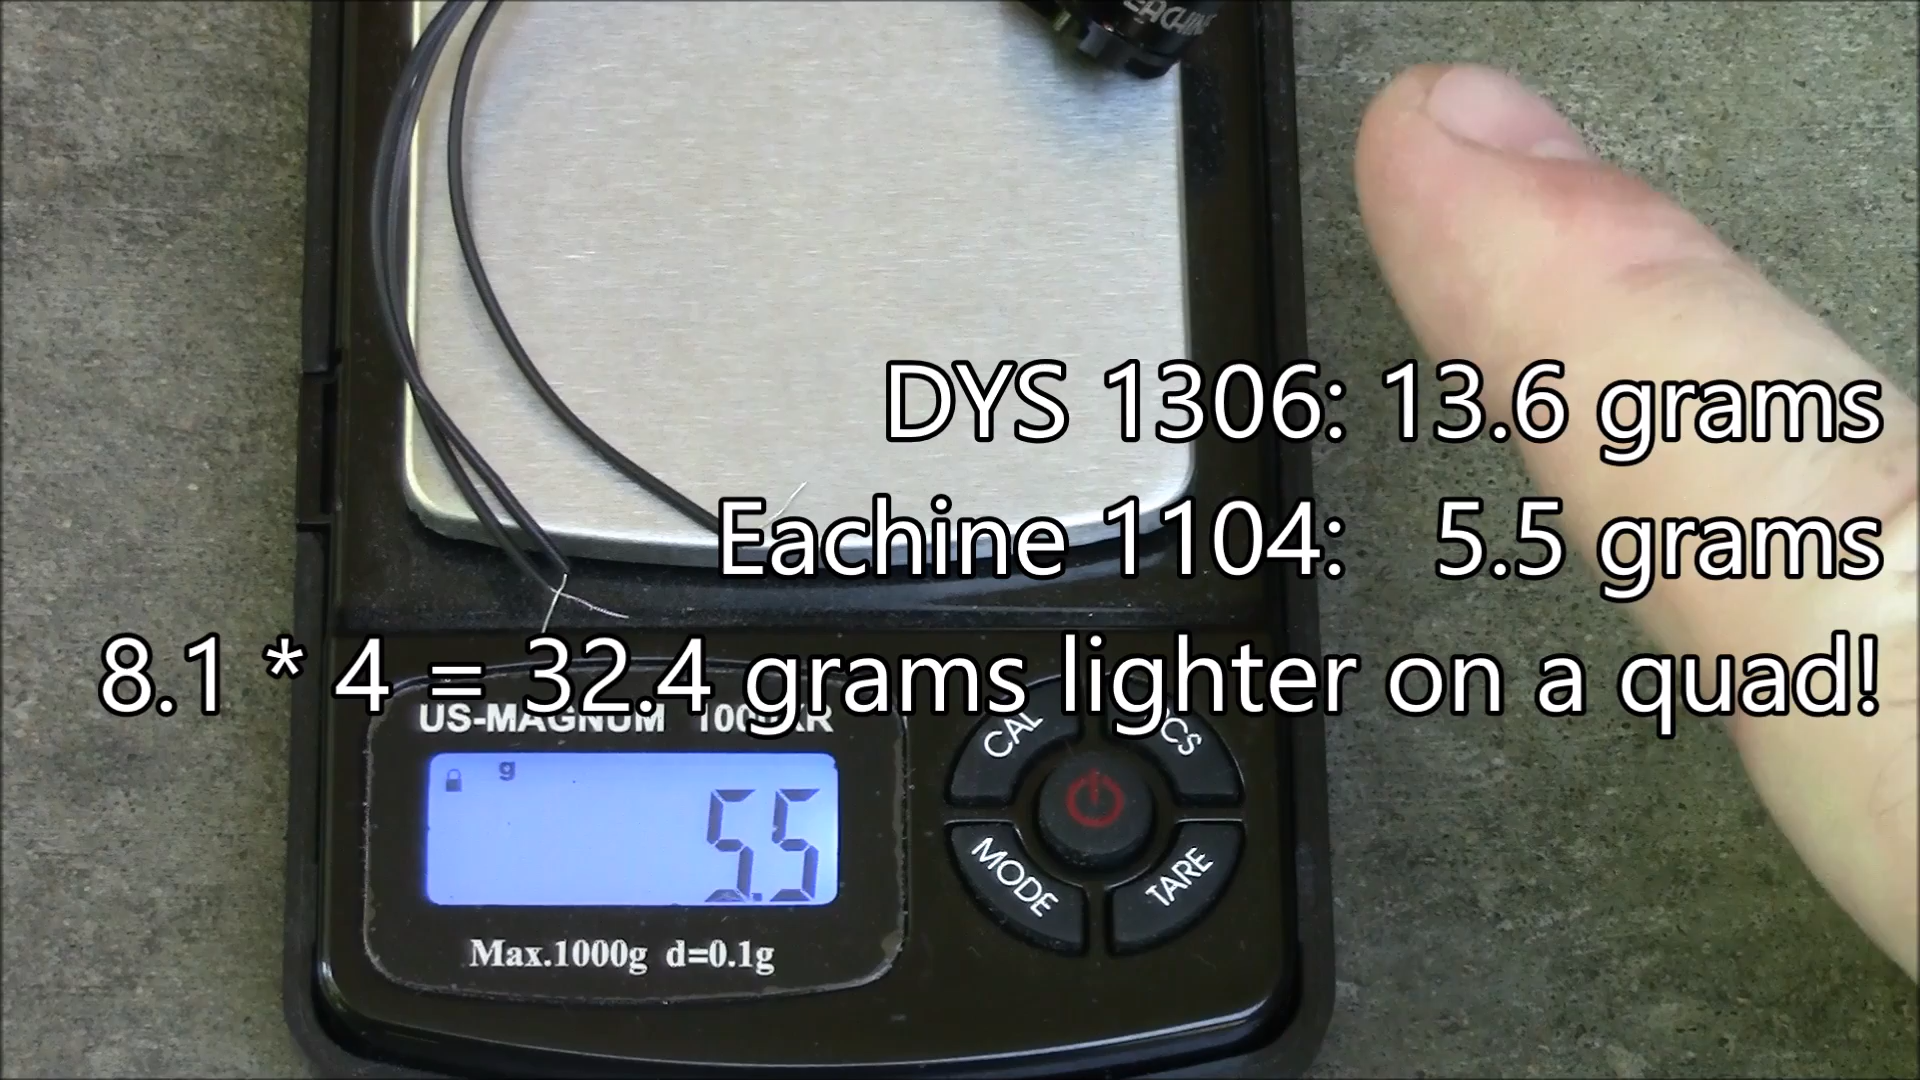 EACHINE
DYS 1306: 13.6 grams
Eachine 1104: 5.5 grams
8.1 * 4 = 32.4 grams lighter on a quad!
US-MAGNUM
CAL
g
5.5
MODE
TARE
Max.1000g d=0.1g